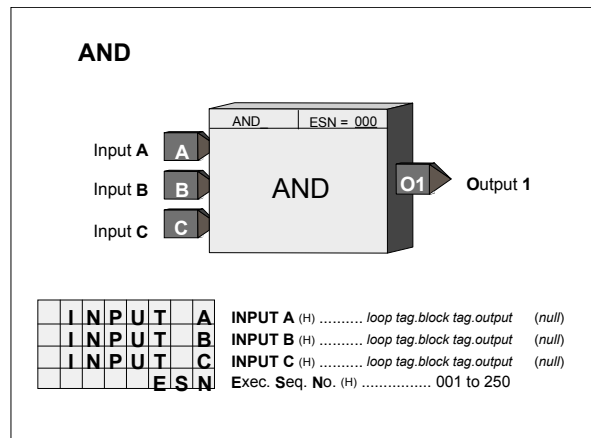 AND
AND_ ESN = 000
Input A A
Input B B
Input C C
AND
O1 Output 1
INPUT A INPUT A (H) .......... loop tag.block tag.output (null)
INPUT B INPUT B (H) .......... loop tag.block tag.output (null)
INPUT C INPUT C (H) .......... loop tag.block tag.output (null)
ESN Exec. Seq. No. (H) ................ 001 to 250